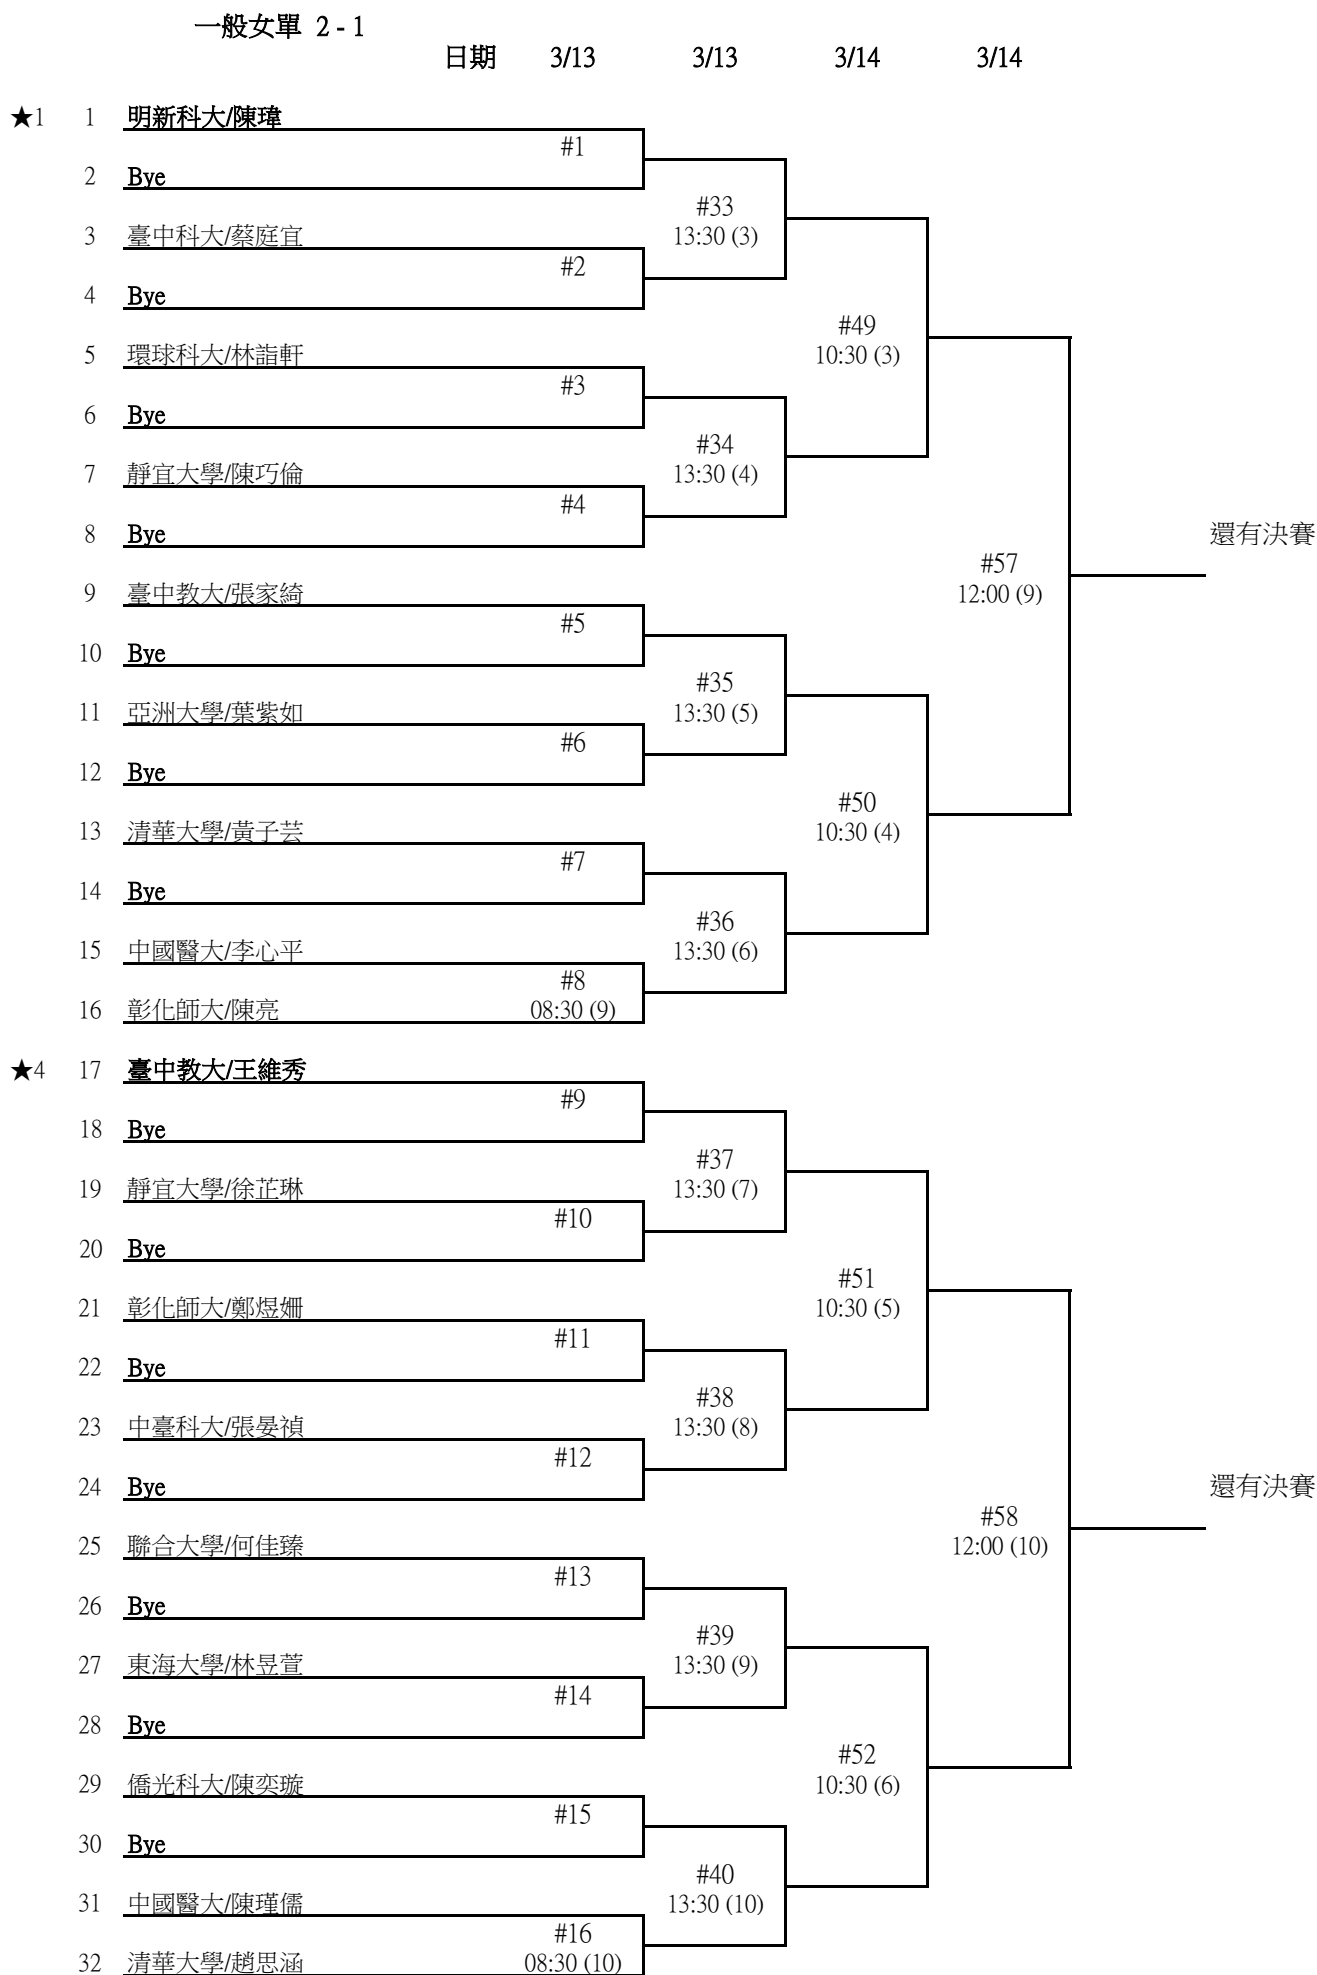 一般女單 2 - 1
日期 3/13 3/13 3/14 3/14
★1 1 明新科大/陳瑋
#1
2 Bye
#33
3 臺中科大/蔡庭宜 13:30 (3)
#2
4 Bye
#49
5 環球科大/林詣軒 10:30 (3)
#3
6 Bye
#34
7 靜宜大學/陳巧倫 13:30 (4)
#4
8 Bye 還有決賽
#57
9 臺中教大/張家綺 12:00 (9)
#5
10 Bye
#35
11 亞洲大學/葉紫如 13:30 (5)
#6
12 Bye
#50
13 清華大學/黃子芸 10:30 (4)
#7
14 Bye
#36
15 中國醫大/李心平 13:30 (6)
#8
16 彰化師大/陳亮 08:30 (9)
★4 17 臺中教大/王維秀
#9
18 Bye
#37
19 靜宜大學/徐芷琳 13:30 (7)
#10
20 Bye
#51
21 彰化師大/鄭煜姍 10:30 (5)
#11
22 Bye
#38
23 中臺科大/張晏禎 13:30 (8)
#12
24 Bye 還有決賽
#58
25 聯合大學/何佳臻 12:00 (10)
#13
26 Bye
#39
27 東海大學/林昱萱 13:30 (9)
#14
28 Bye
#52
29 僑光科大/陳奕璇 10:30 (6)
#15
30 Bye
#40
31 中國醫大/陳瑾儒 13:30 (10)
#16
32 清華大學/趙思涵 08:30 (10)